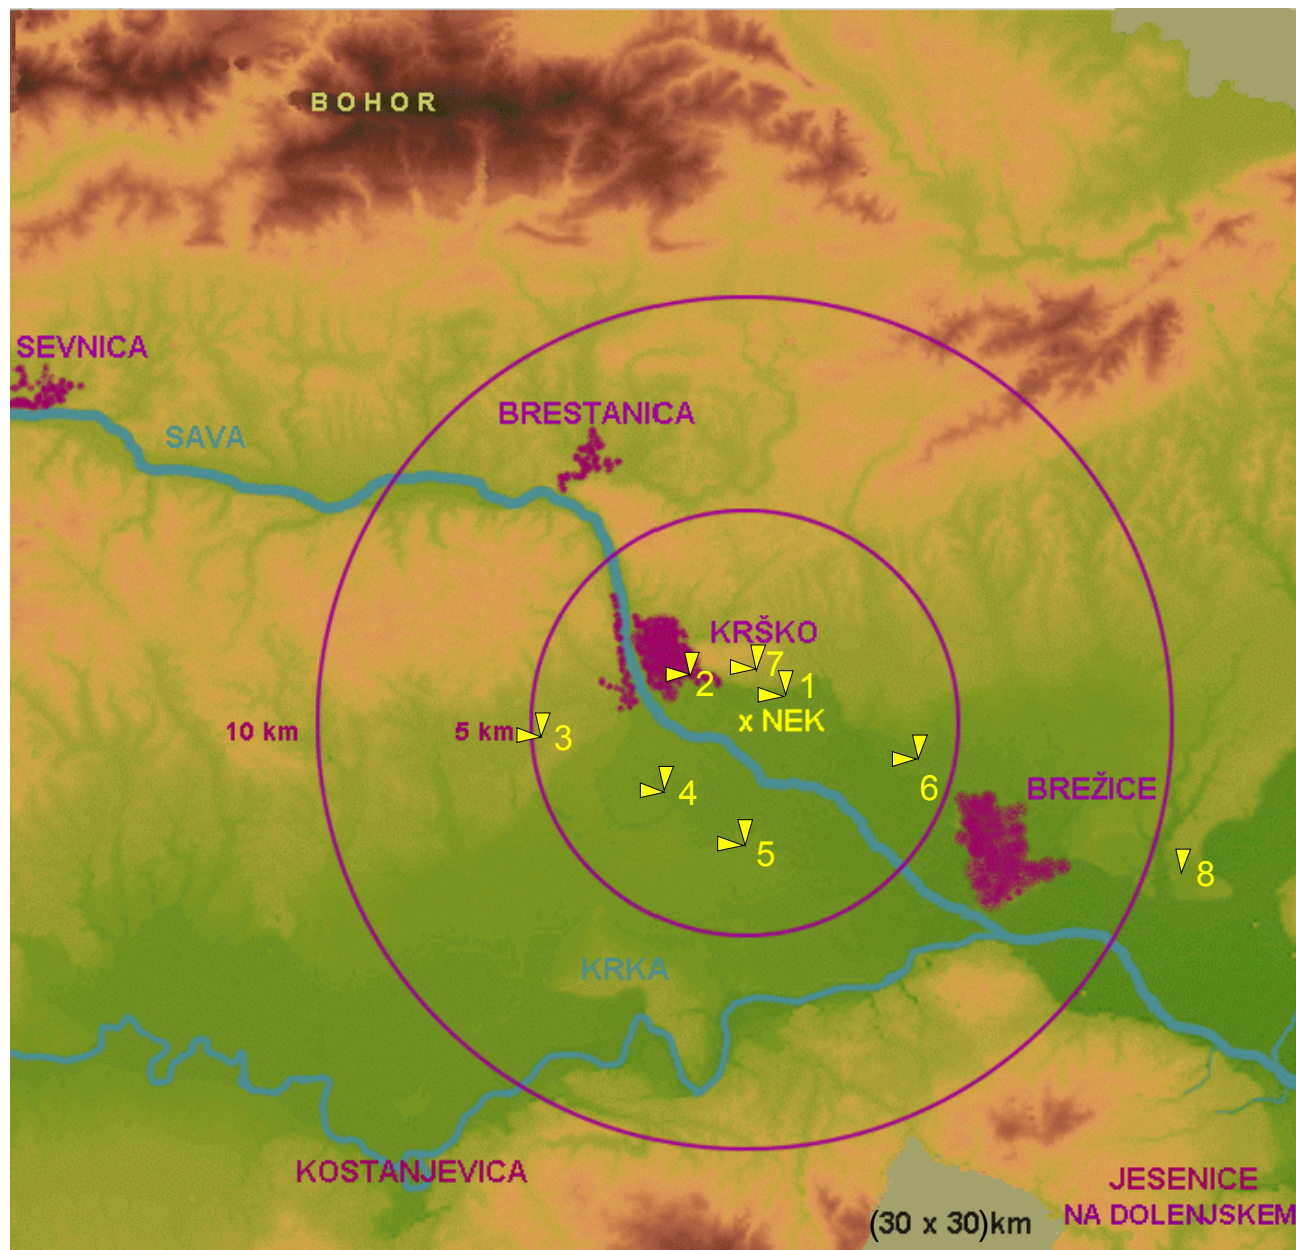 BOHOR
SEVNICA
BRESTANICA
SAVA
KRŠKO
7
2
1
x NEK
10 km
5 km
3
6
BREŽICE
4
5
8
KRKA
KOSTANJEVICA
JESENICE
NA DOLENJSKEM
(30 x 30)km